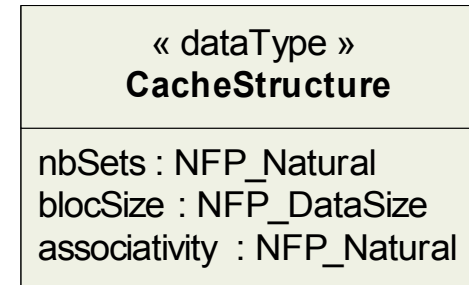 « dataType »
CacheStructure
nbSets : NFP_Natural
blocSize : NFP_DataSize
associativity : NFP_Natural